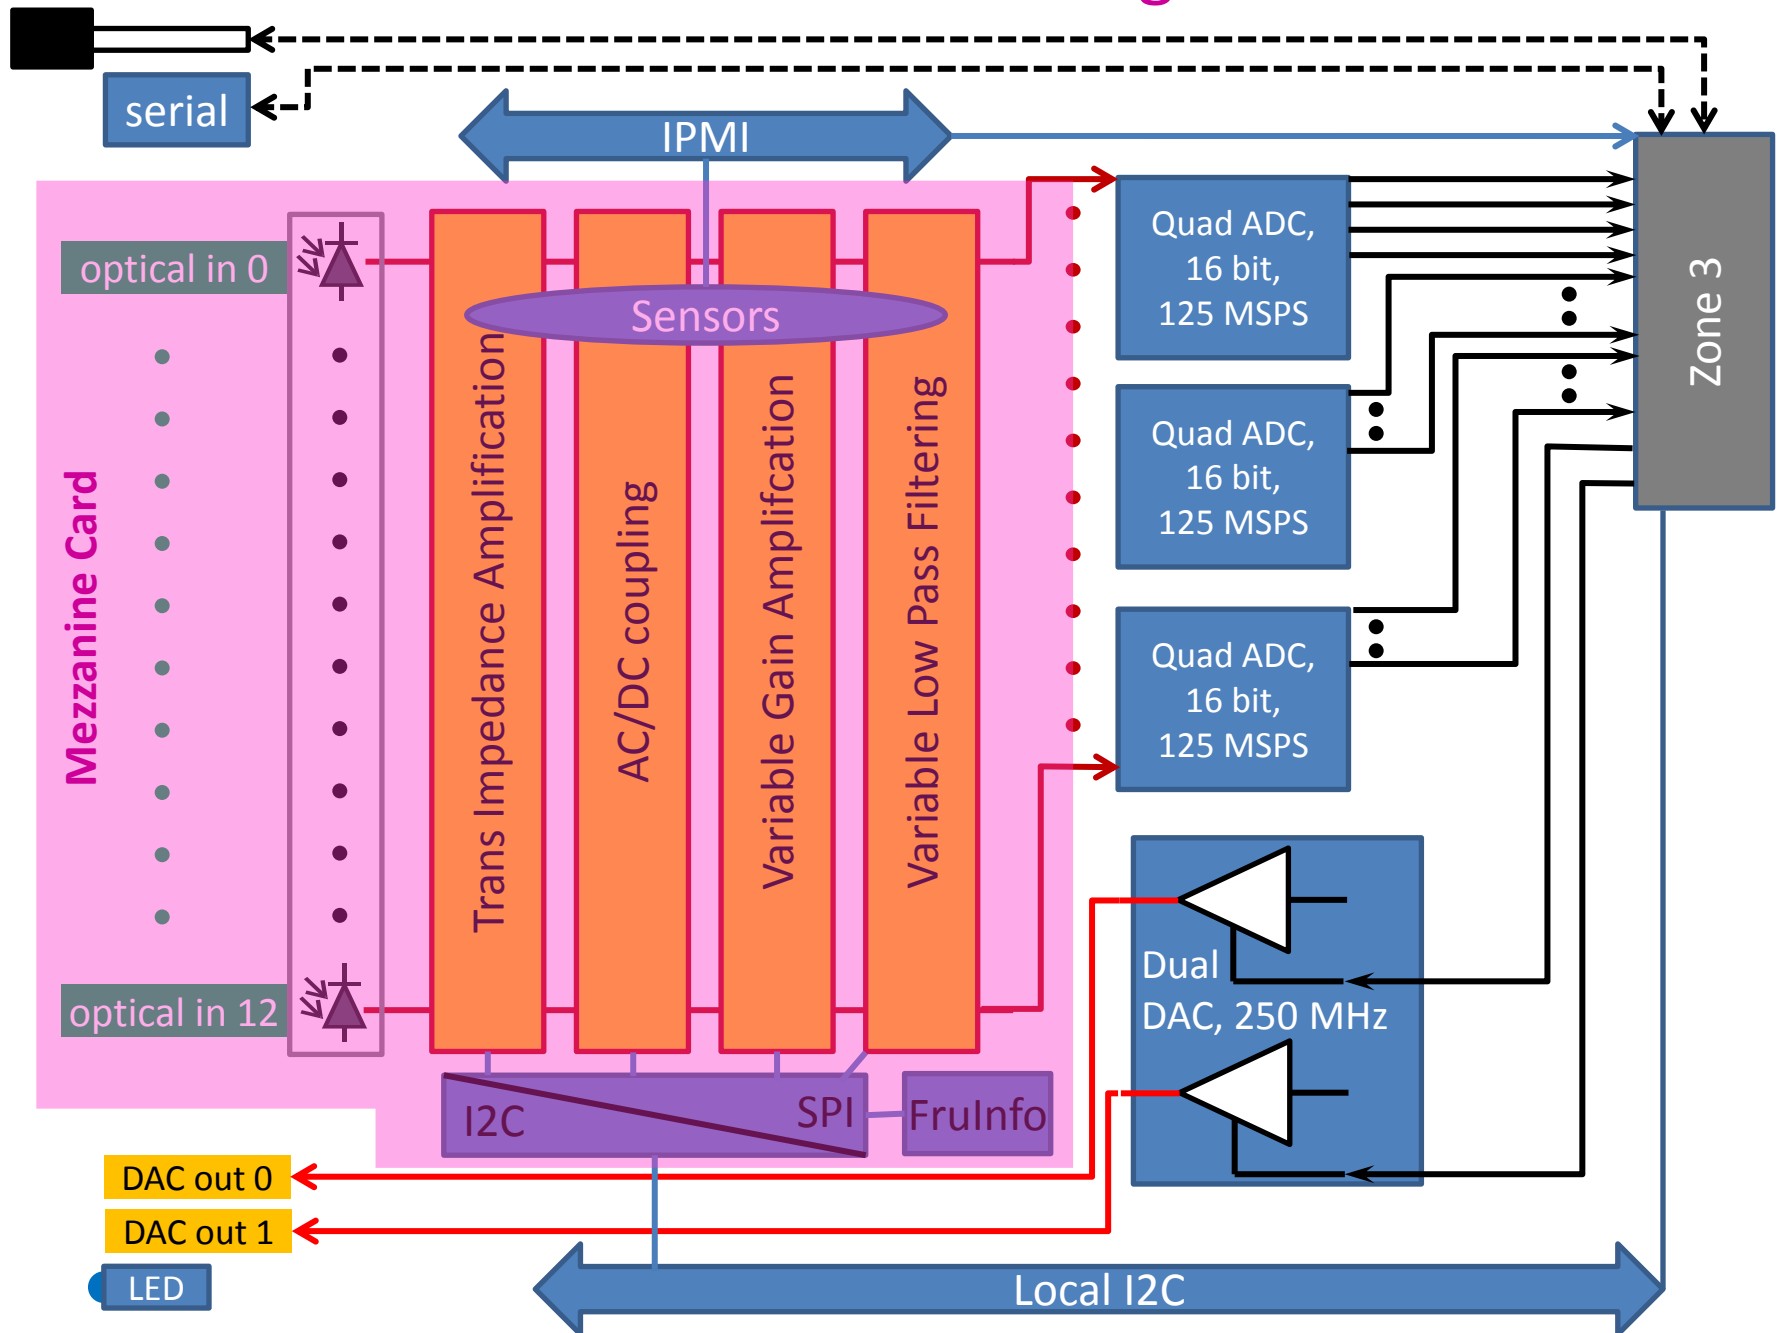 serial
IPMI
optical in 0
Sensors
Quad ADC,
16 bit,
125 MSPS
Zone 3
Mezzanine Card
Trans Impedance Amplification
AC/DC coupling
Variable Gain Amplifcation
Variable Low Pass Filtering
Quad ADC,
16 bit,
125 MSPS
Quad ADC,
16 bit,
125 MSPS
optical in 12
Dual
DAC, 250 MHz
I2C
SPI
FruInfo
DAC out 0
DAC out 1
LED
Local I2C